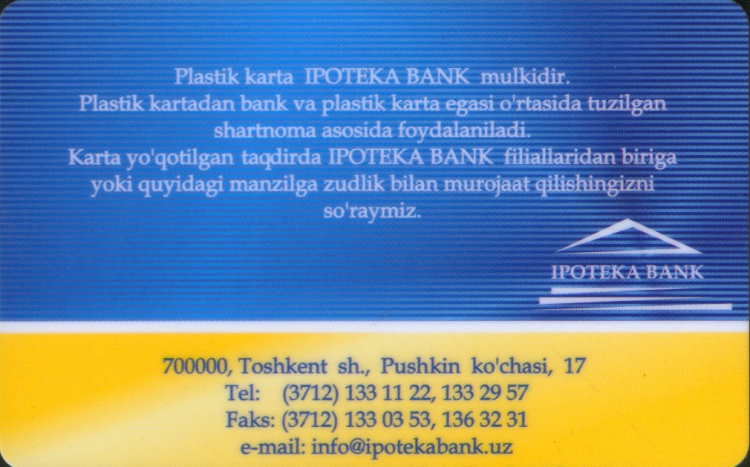 Plastik karta IPOTEKA BANK mulkidir.
Plastik kartadan bank va plastik karta egasi o'rtasida tuzilgan
shartnoma asosida foydalaniladi.
Karta yo'qotilgan taqdirda IPOTEKA BANK filiallaridan biriga
yoki quyidagi manzilga zudlik bilan murojaat qilishingizni
so'raymiz.
IPOTEKA BANK
700000, Toshkent sh., Pushkin ko'chasi, 17
Tel: (3712) 133 11 22, 133 29 57
Faks: (3712) 133 03 53, 136 32 31
e-mail: info@ipotekabank.uz